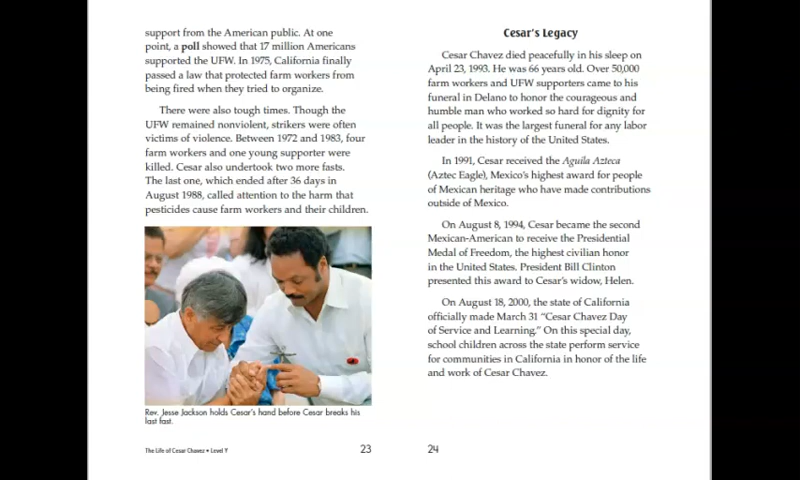 support from the American public. At one
point, a poll showed that 17 million Americans
supported the UFW. In 1975, California finally
passed a law that protected farm workers from
being fired when they tried to organize.
There were also tough times. Though the
UFW remained nonviolent, strikers were often
victims of violence. Between 1972 and 1983, four
farm workers and one young supporter were
killed. Cesar also undertook two more fasts.
The last one, which ended after 36 days in
August 1988, called attention to the harm that
pesticides cause farm workers and their children.
Rev. Jesse Jackson holds Cesar's hand before Cesar breaks his
last fast.
The Life of Cesar Chavez • Level Y
23
Cesar's Legacy
Cesar Chavez died peacefully in his sleep on
April 23, 1993. He was 66 years old. Over 50,000
farm workers and UFW supporters came to his
funeral in Delano to honor the courageous and
humble man who worked so hard for dignity for
all people. It was the largest funeral for any labor
leader in the history of the United States.
In 1991, Cesar received the Aguila Azteca
(Aztec Eagle), Mexico's highest award for people
of Mexican heritage who have made contributions
outside of Mexico.
On August 8, 1994, Cesar became the second
Mexican-American to receive the Presidential
Medal of Freedom, the highest civilian honor
in the United States. President Bill Clinton
presented this award to Cesar's widow, Helen.
On August 18, 2000, the state of California
officially made March 31 "Cesar Chavez Day
of Service and Learning." On this special day,
school children across the state perform service
for communities in California in honor of the life
and work of Cesar Chavez.
24